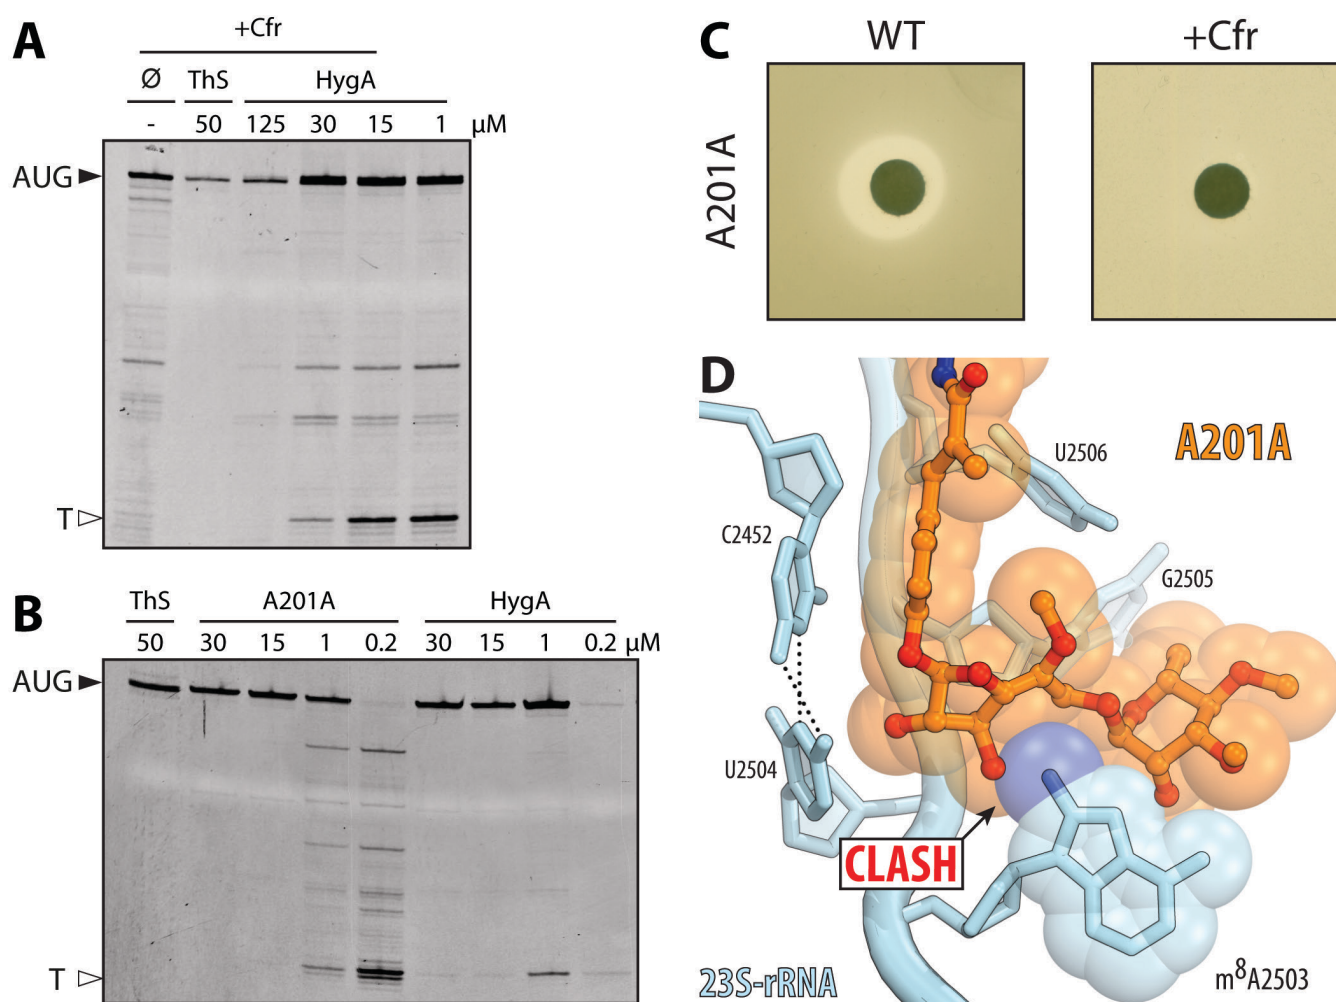 A
+Cfr
Ø ThS HygA
- 50 125 30 15 1 μM
AUG
T
B
ThS A201A HygA
50 30 15 1 0.2 30 15 1 0.2 μM
AUG
T
C
WT +Cfr
A201A
D
A201A
U2506
C2452
G2505
U2504
CLASH
23S-rRNA
m⁸A2503